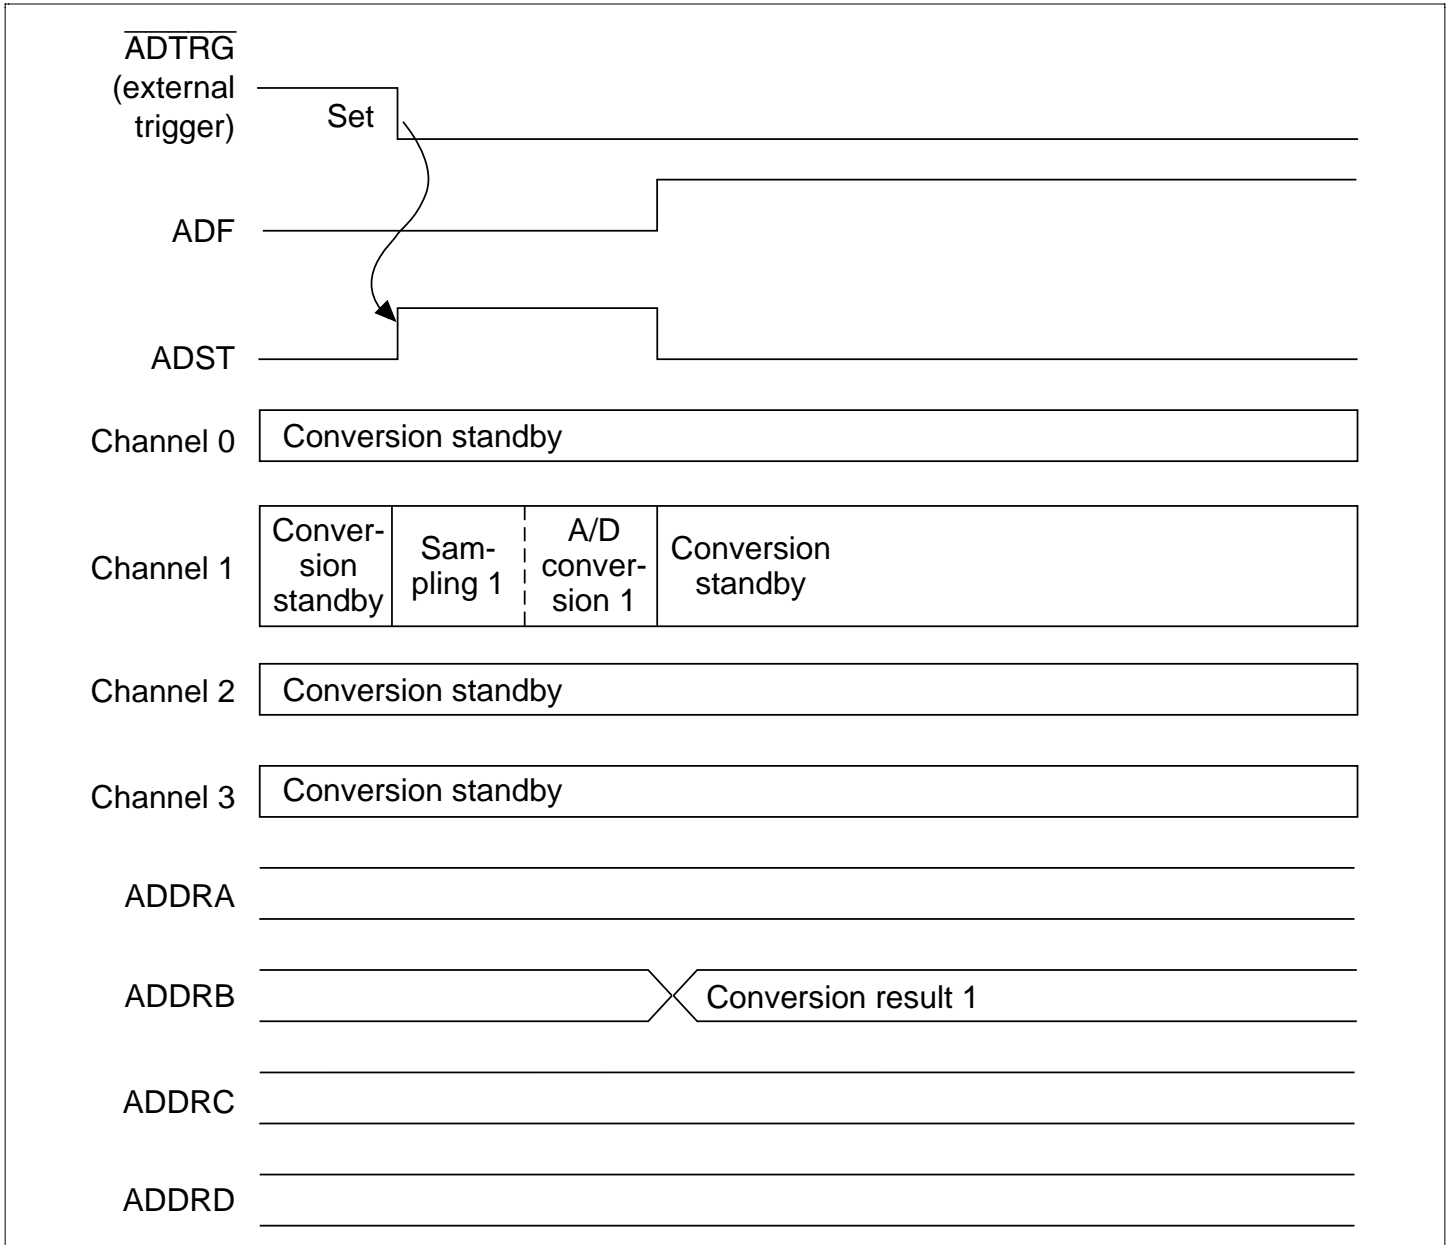 ADTRG
(external
trigger)
Set
ADF
ADST
Channel 0
Conversion standby
Channel 1
Conver-
sion
standby
Sam-
pling 1
A/D
conver-
sion 1
Conversion
standby
Channel 2
Conversion standby
Channel 3
Conversion standby
ADDRA
ADDRB
Conversion result 1
ADDRC
ADDRD